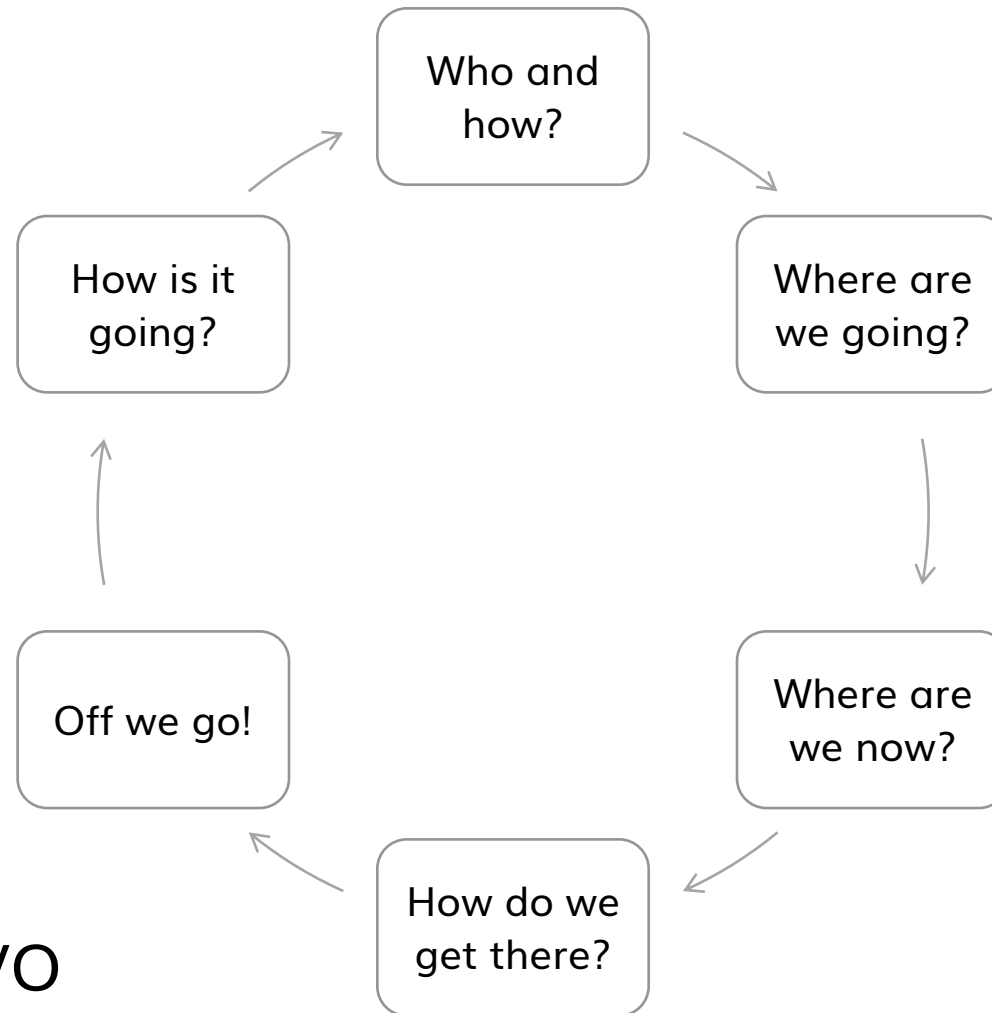 Who and
how?
Where are
we going?
Where are
we now?
How do we
get there?
Off we go!
How is it
going?